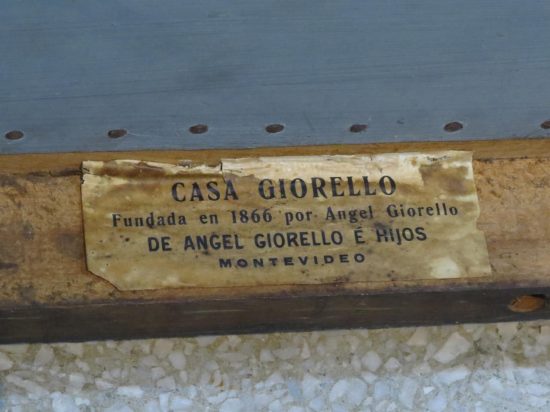 CASA GIORELLO
Fundada en 1866 por Angel Giorello
DE ANGEL GIORELLO É HIJOS
MONTEVIDEO